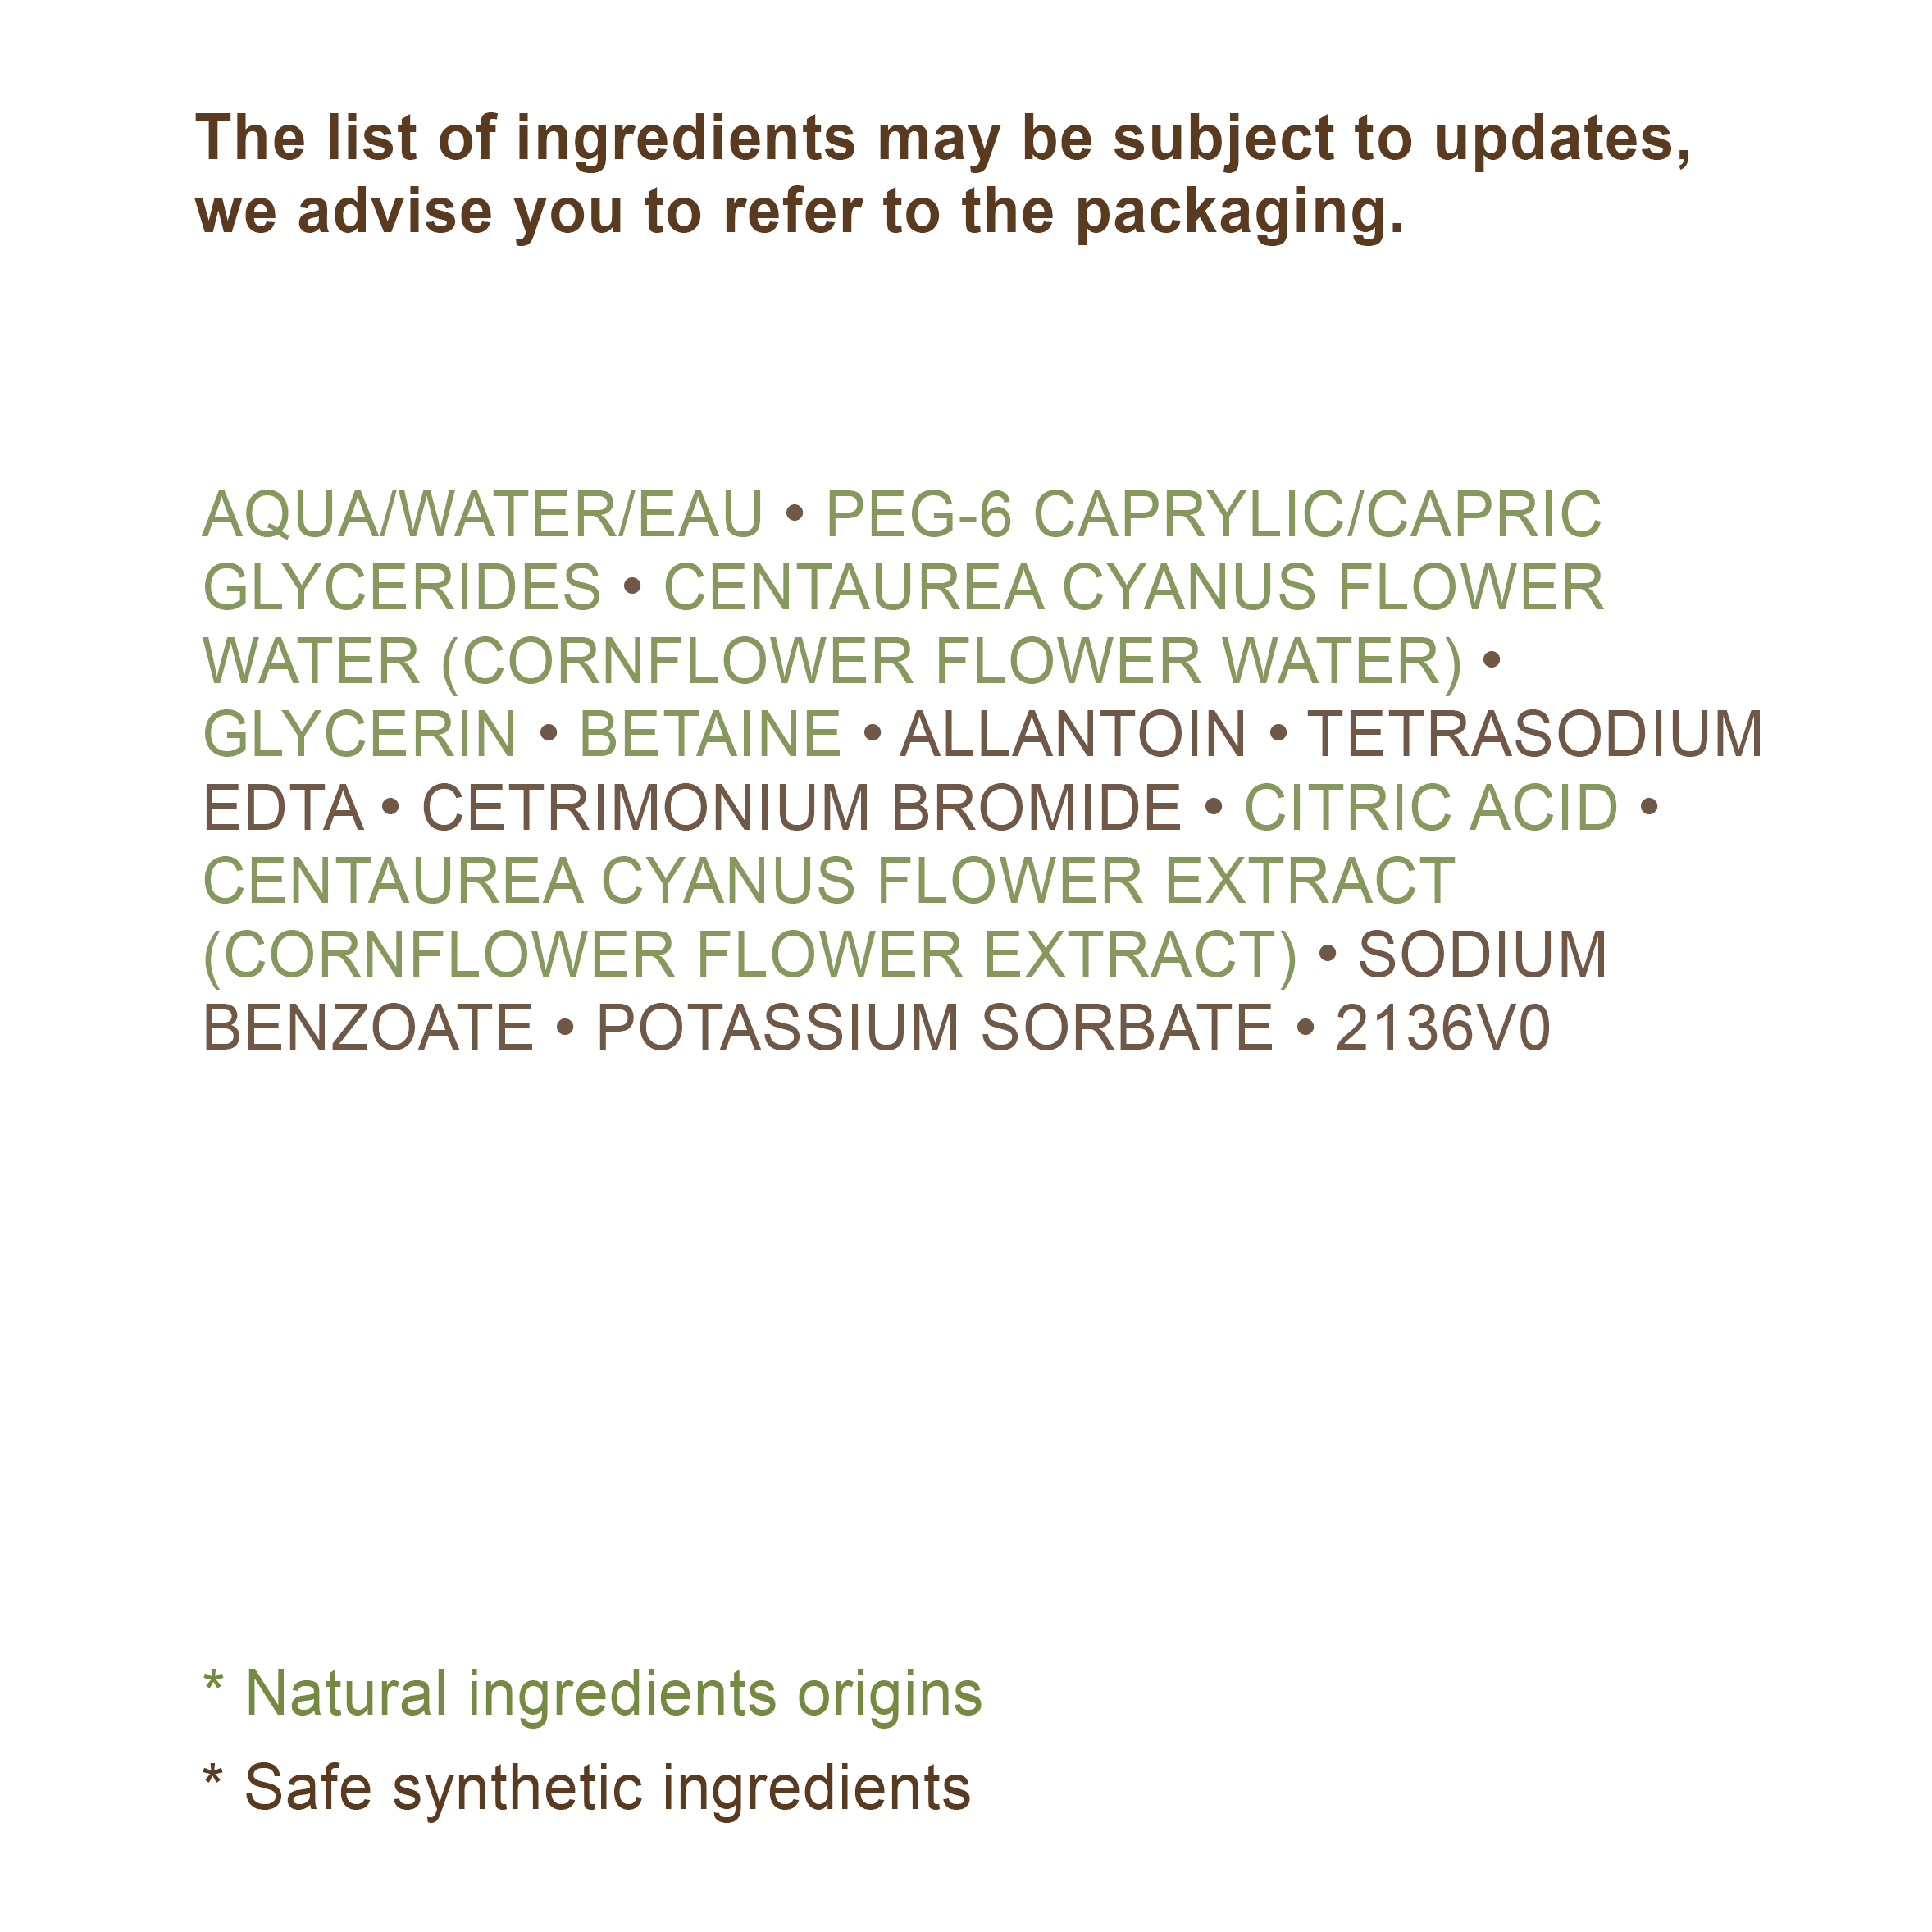 The list of ingredients may be subject to updates,
we advise you to refer to the packaging.
AQUA/WATER/EAU • PEG-6 CAPRYLIC/CAPRIC
GLYCERIDES • CENTAUREA CYANUS FLOWER
WATER (CORNFLOWER FLOWER WATER) •
GLYCERIN • BETAINE • ALLANTOIN • TETRASODIUM
EDTA • CETRIMONIUM BROMIDE • CITRIC ACID •
CENTAUREA CYANUS FLOWER EXTRACT
(CORNFLOWER FLOWER EXTRACT) • SODIUM
BENZOATE • POTASSIUM SORBATE • 2136V0
* Natural ingredients origins
* Safe synthetic ingredients